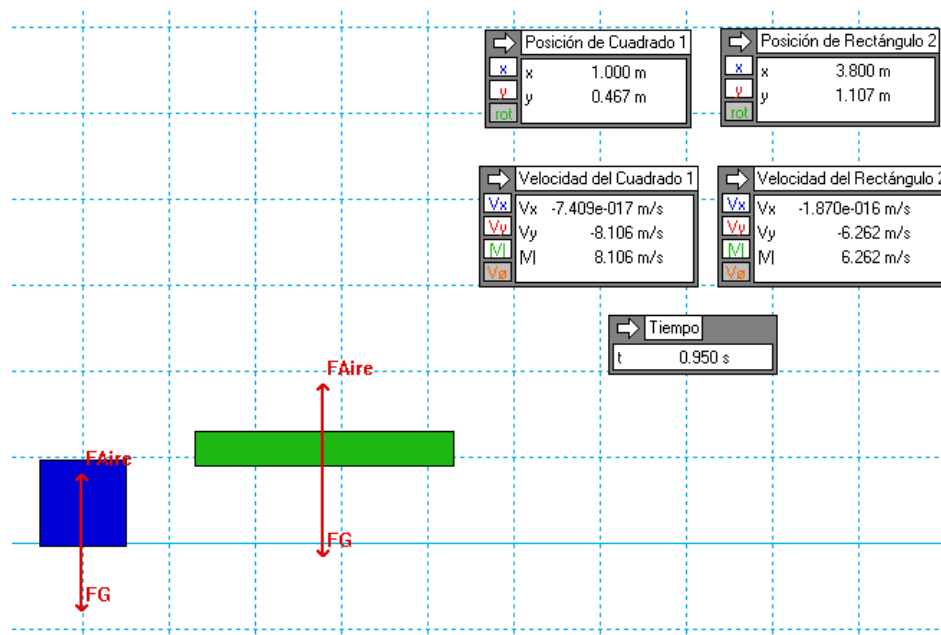 Posición de Cuadrado 1
x x 1.000 m
y y 0.467 m
rot
Posición de Rectángulo 2
x x 3.800 m
y y 1.107 m
rot
Velocidad del Cuadrado 1
Vx Vx -7.409e-017 m/s
Vy Vy -8.106 m/s
|V| |V| 8.106 m/s
Vø
Velocidad del Rectángulo 2
Vx Vx -1.870e-016 m/s
Vy Vy -6.262 m/s
|V| |V| 6.262 m/s
Vø
Tiempo
t 0.950 s
FAire
FAire
FG
FG